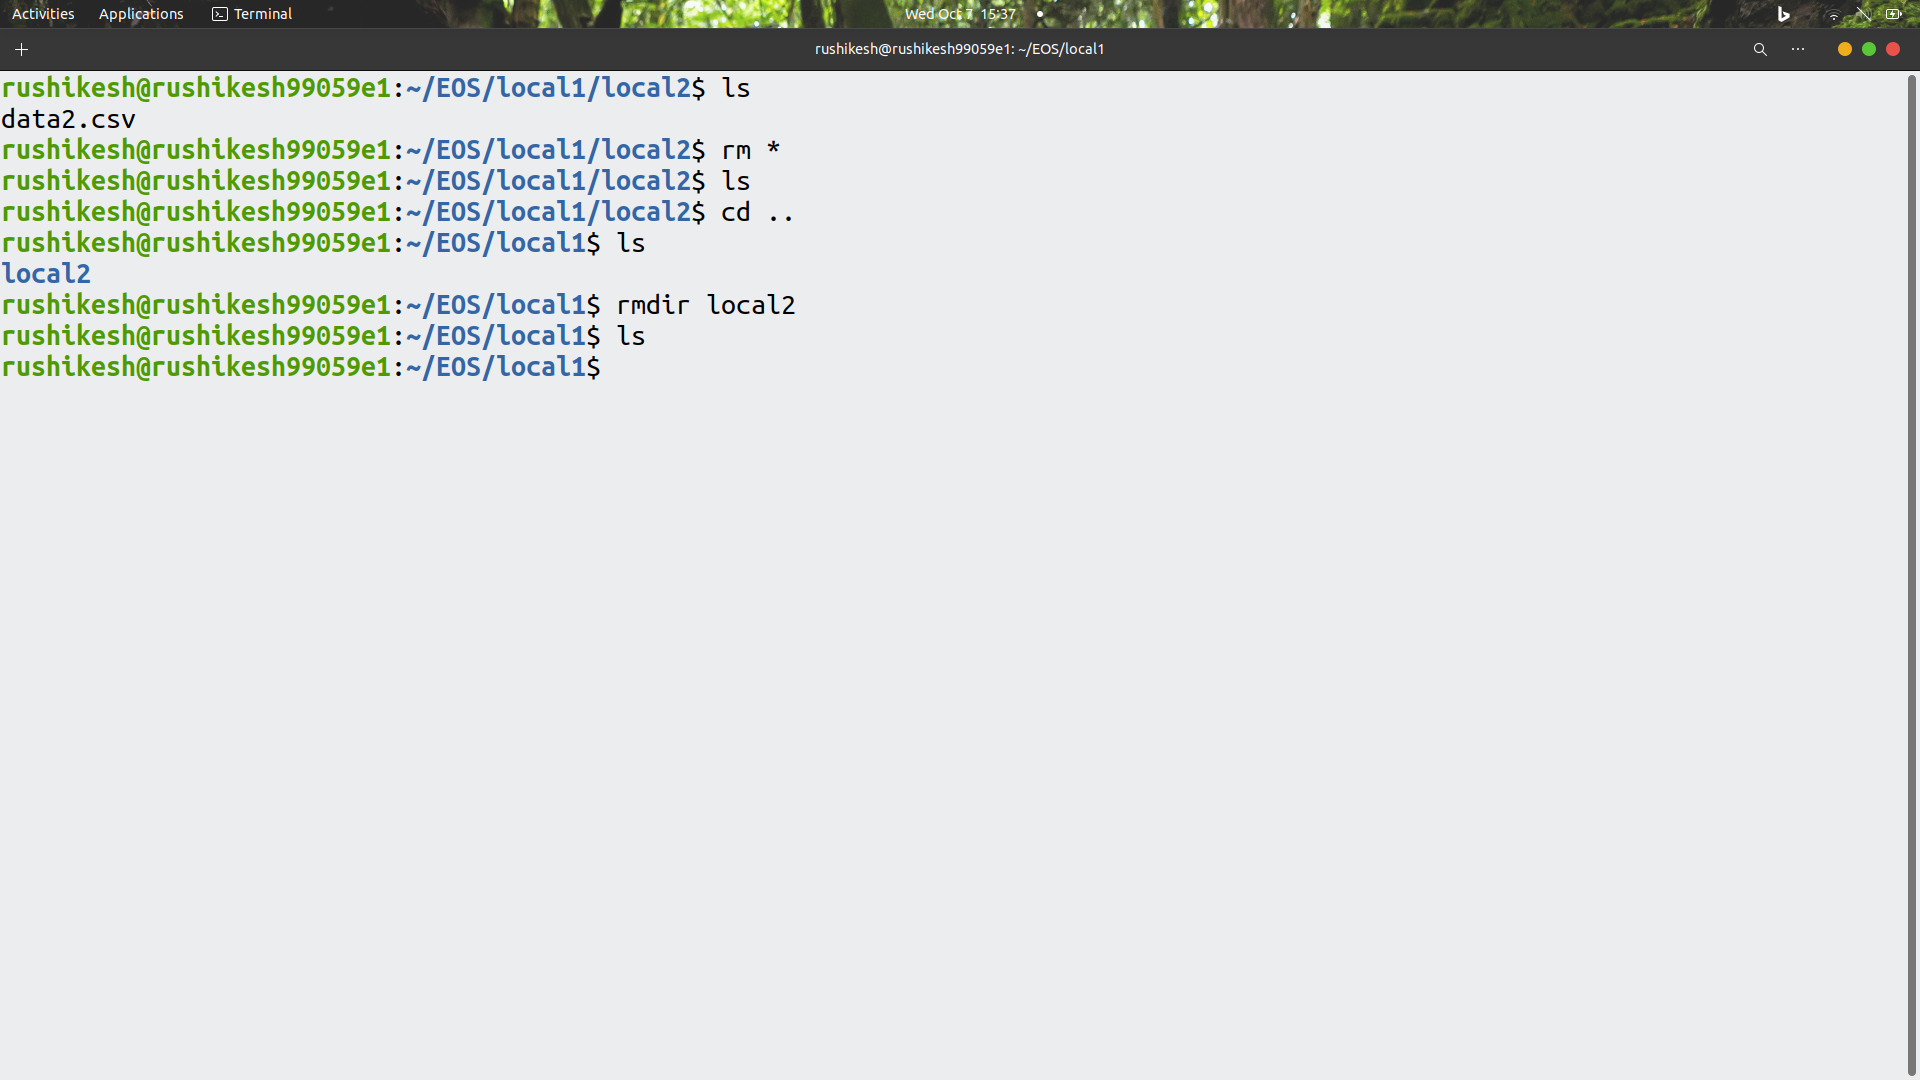 Activities Applications Terminal Wed Oct 7 15:37
rushikesh@rushikesh99059e1: ~/EOS/local1
rushikesh@rushikesh99059e1:~/EOS/local1/local2$ ls
data2.csv
rushikesh@rushikesh99059e1:~/EOS/local1/local2$ rm *
rushikesh@rushikesh99059e1:~/EOS/local1/local2$ ls
rushikesh@rushikesh99059e1:~/EOS/local1/local2$ cd ..
rushikesh@rushikesh99059e1:~/EOS/local1$ ls
local2
rushikesh@rushikesh99059e1:~/EOS/local1$ rmdir local2
rushikesh@rushikesh99059e1:~/EOS/local1$ ls
rushikesh@rushikesh99059e1:~/EOS/local1$